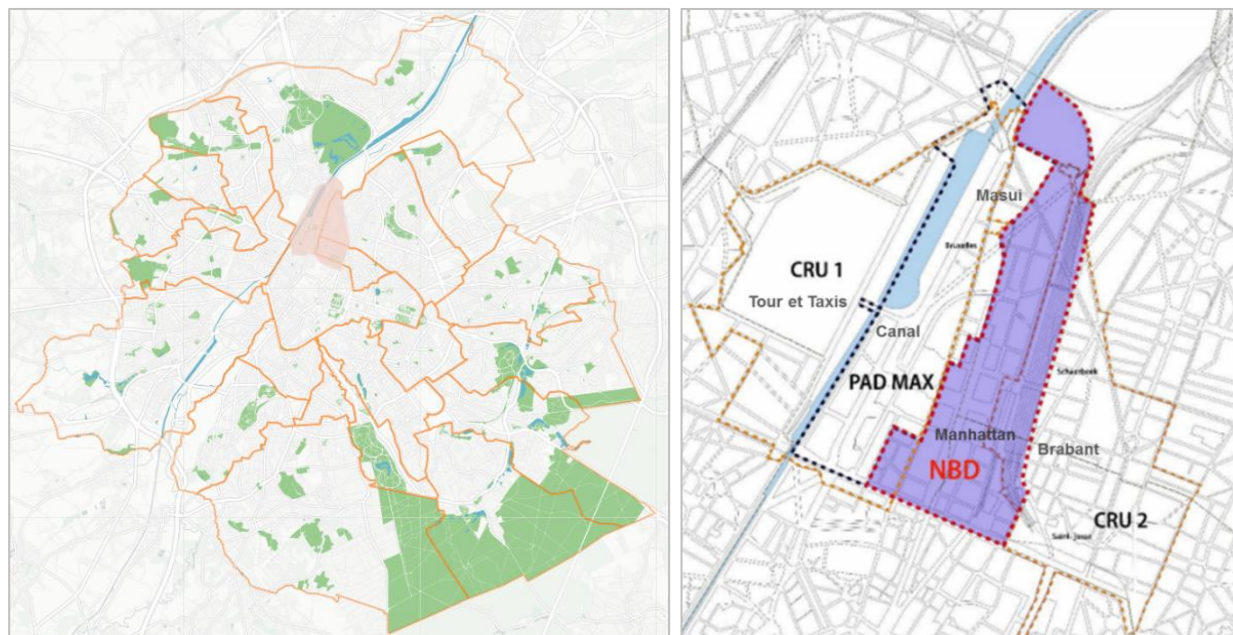 Masui
Bruxelles
CRU 1
Tour et Taxis
Canal
Schaerbeek
PAD MAX
Manhattan
Brabant
NBD
CRU 2
Saint-Josse